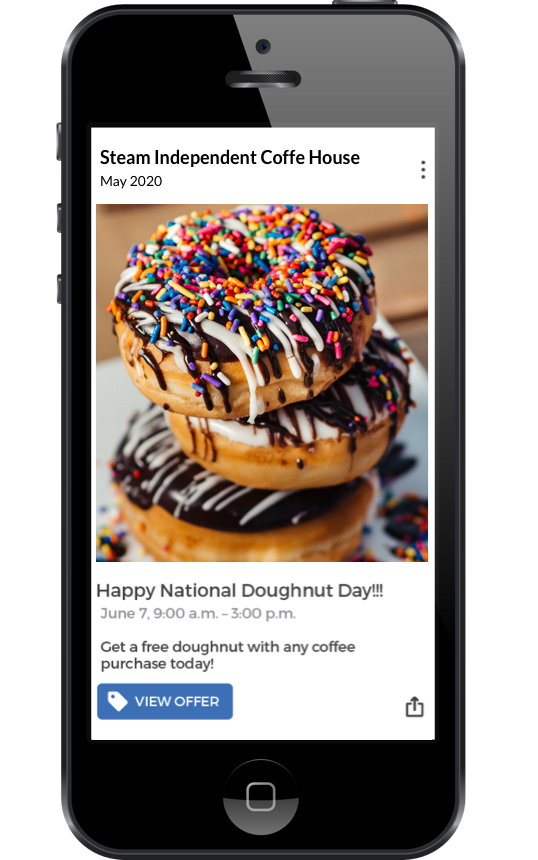 Steam Independent Coffe House
May 2020
Happy National Doughnut Day!!!
June 7, 9:00 a.m. – 3:00 p.m.
Get a free doughnut with any coffee
purchase today!
VIEW OFFER